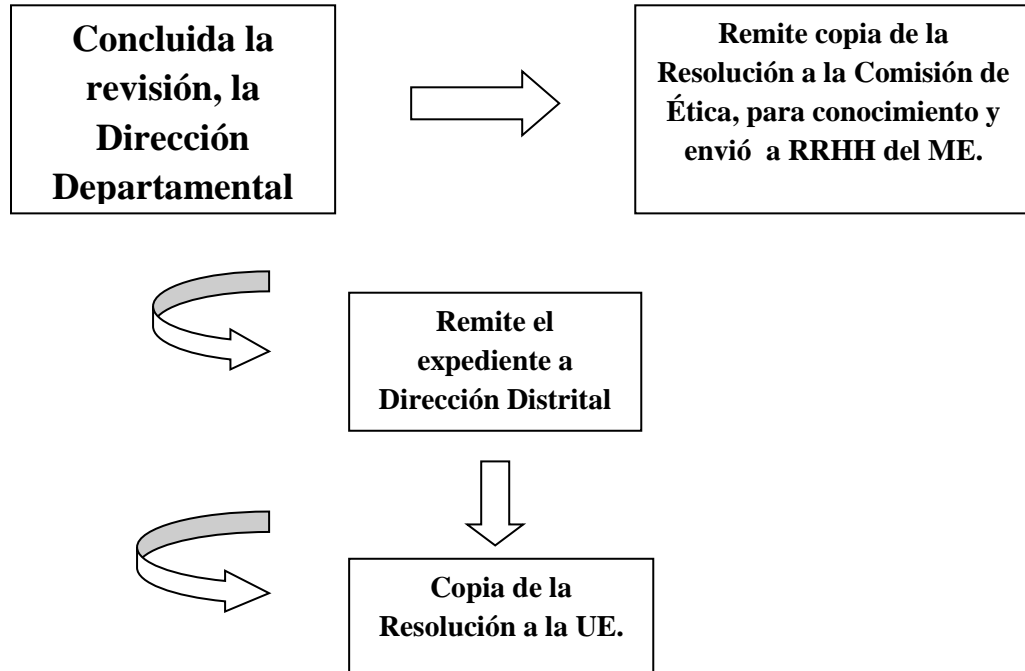 Concluida la
revisión, la
Dirección
Departamental
Remite copia de la
Resolución a la Comisión de
Ética, para conocimiento y
envió a RRHH del ME.
Remite el
expediente a
Dirección Distrital
Copia de la
Resolución a la UE.